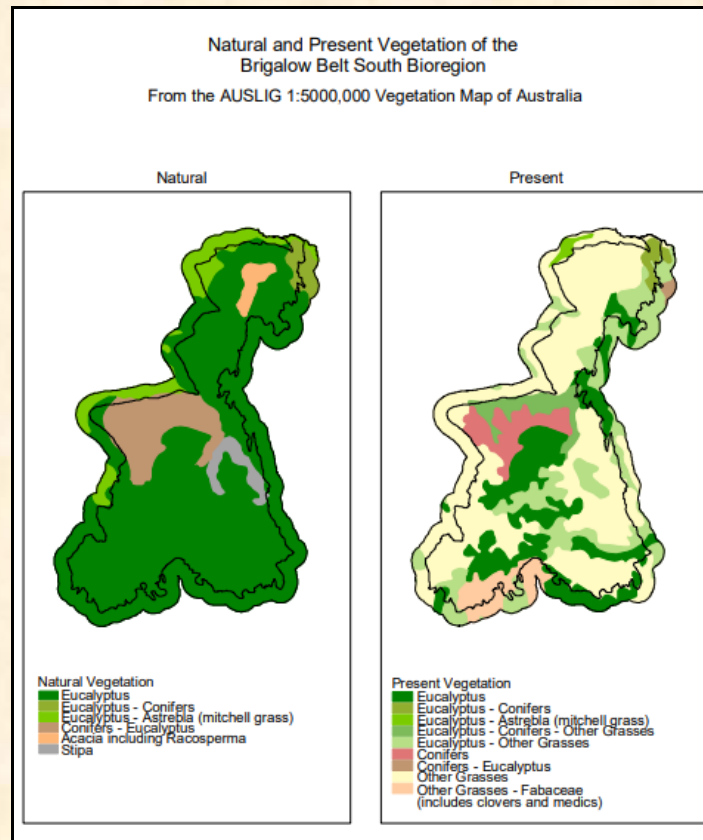 Natural and Present Vegetation of the
Brigalow Belt South Bioregion
From the AUSLIG 1:5000,000 Vegetation Map of Australia
Natural
Natural Vegetation
Eucalyptus
Eucalyptus - Conifers
Eucalyptus - Astrebla (mitchell grass)
Conifers - Eucalyptus
Acacia including Racosperma
Stipa
Present
Present Vegetation
Eucalyptus
Eucalyptus - Conifers
Eucalyptus - Astrebla (mitchell grass)
Eucalyptus - Conifers - Other Grasses
Eucalyptus - Other Grasses
Conifers
Conifers - Eucalyptus
Other Grasses
Other Grasses - Fabaceae
(includes clovers and medics)